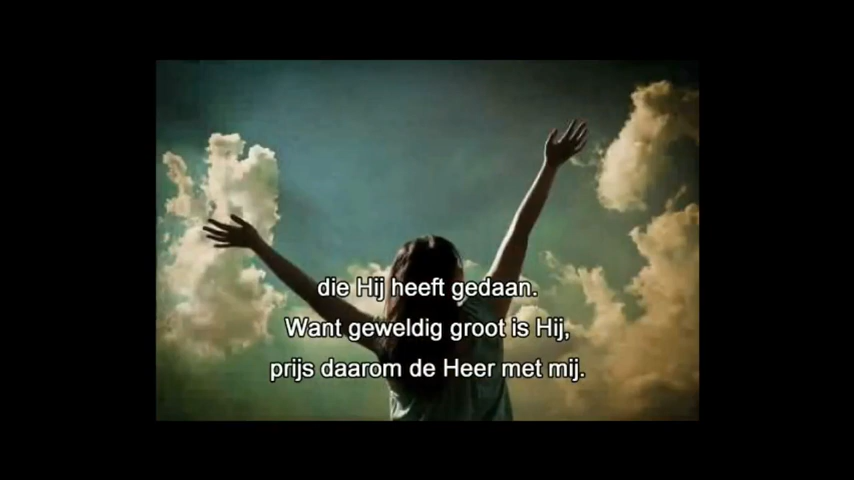 die Hij heeft gedaan.
Want geweldig groot is Hij,
prijs daarom de Heer met mij.